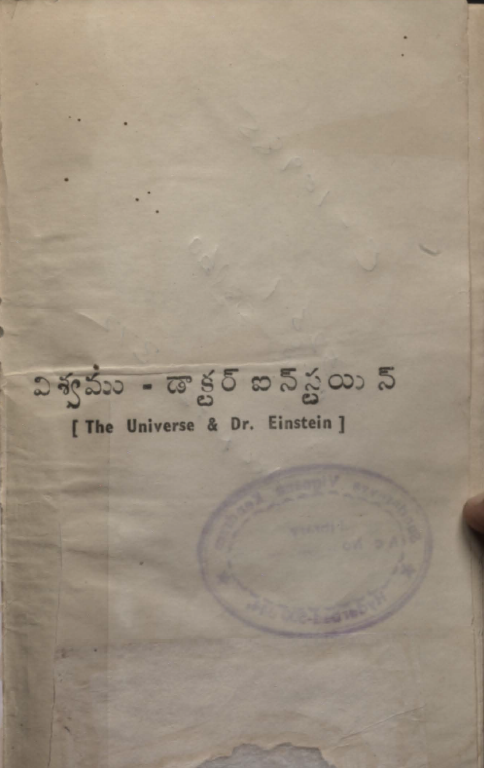 విశ్వము - డాక్టర్ ఐన్‌స్టయిన్
[ The Universe & Dr. Einstein ]